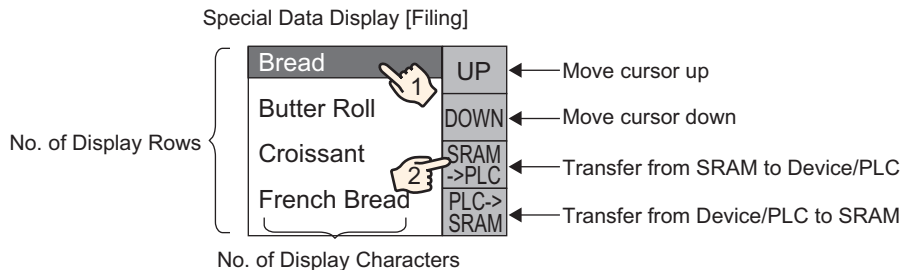 Special Data Display [Filing]
Bread
1
UP
Move cursor up
Butter Roll
DOWN
Move cursor down
No. of Display Rows
Croissant
2
SRAM
->PLC
Transfer from SRAM to Device/PLC
French Bread
PLC->
SRAM
Transfer from Device/PLC to SRAM
No. of Display Characters